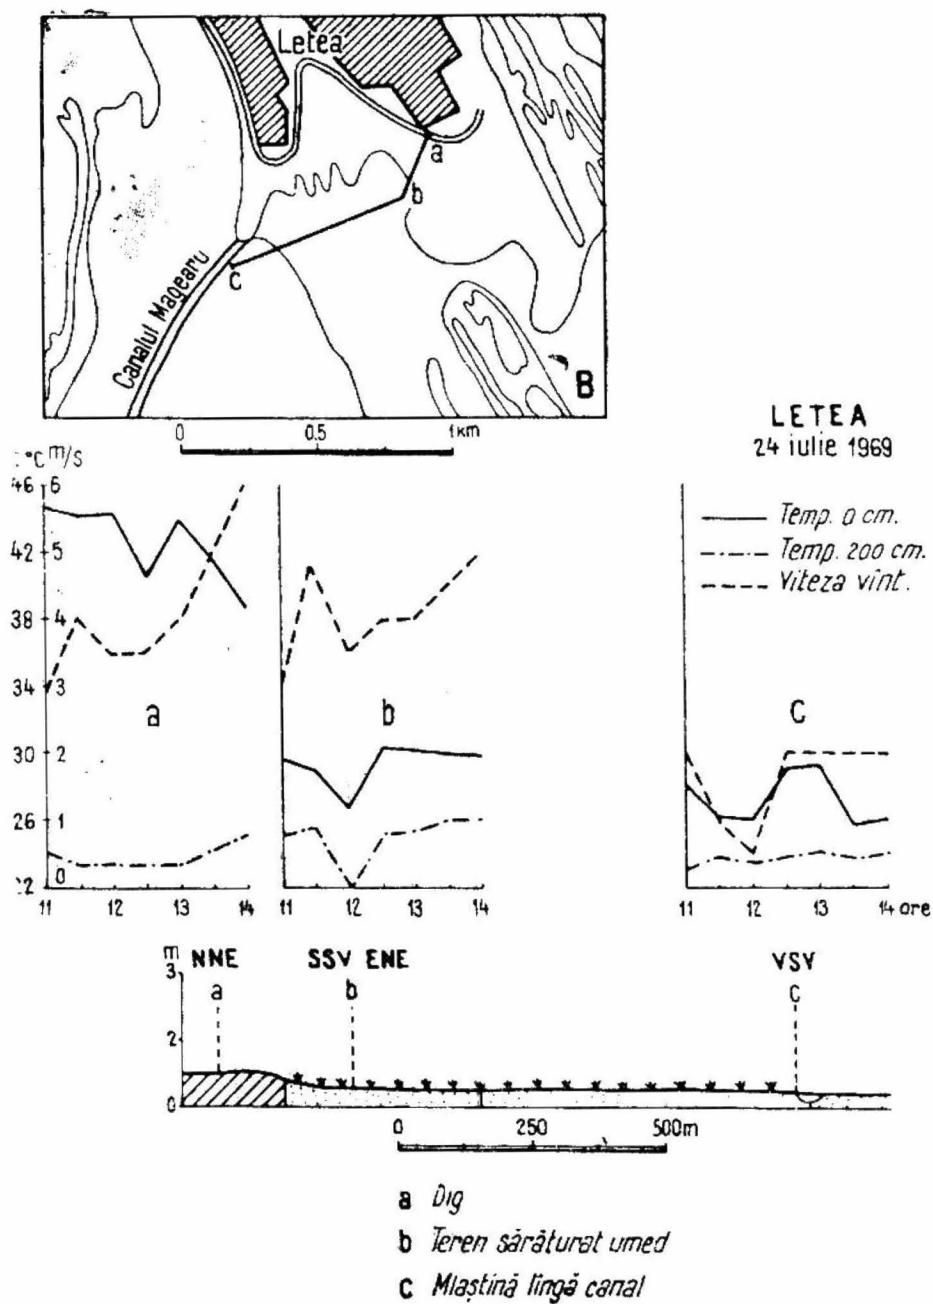 Letea
a
b
c
Canalul Magearu
B
0 0,5 1 km
LETEA
24 iulie 1969
°C m/s
46 6
42 5
38 4
34 3
30 2
26 1
22 0
Temp. 0 cm.
Temp. 200 cm.
Viteza vînt.
a b c
11 12 13 14
11 12 13 14
11 12 13 14 ore
m NNE SSV ENE VSV
a b c
3
2
0
0 250 500m
a Dig
b Teren sărăturat umed
c Mlaștină lîngă canal